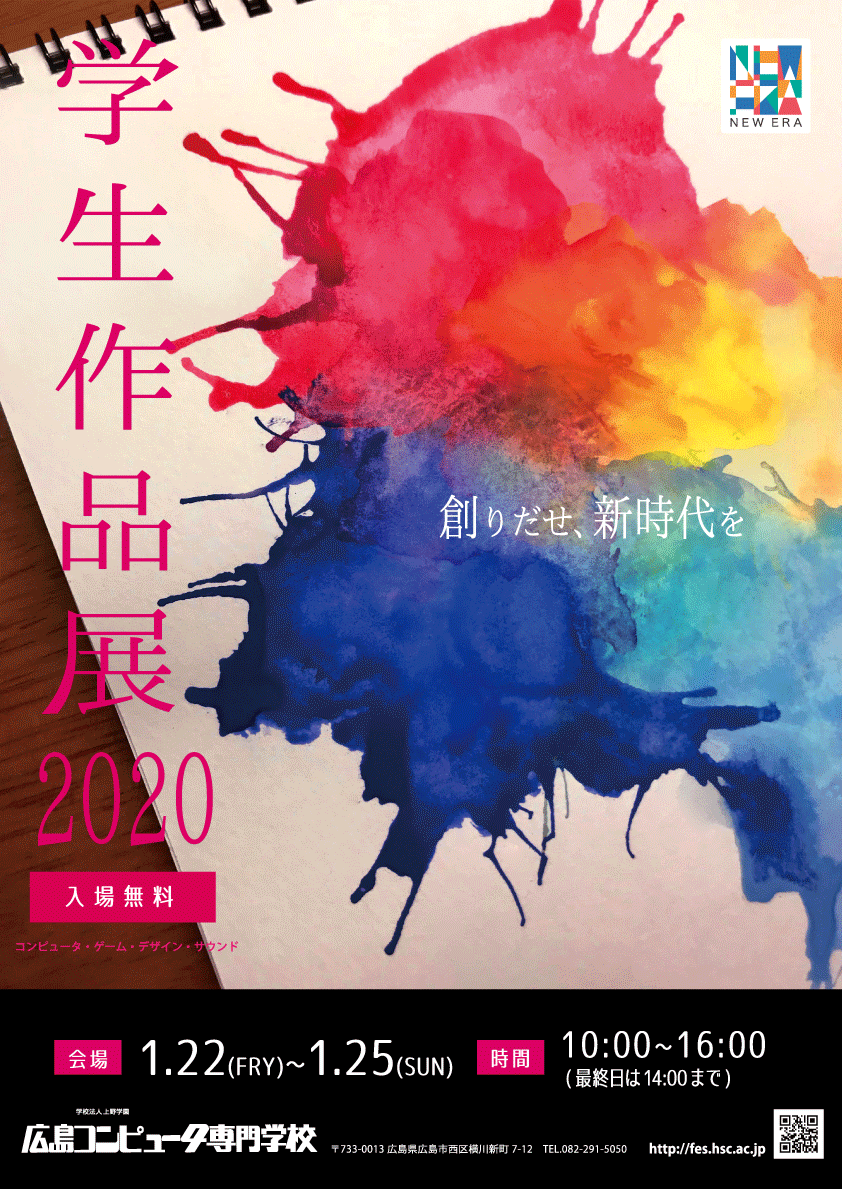 学生作品展
2020
入場無料
コンピュータ・ゲーム・デザイン・サウンド
NEW
ERA
NEW ERA
創りだせ、新時代を
会場 1.22(FRY)～1.25(SUN)
時間 10:00~16:00
(最終日は14:00まで)
学校法人上野学園
広島コンピュータ専門学校
〒733-0013 広島県広島市西区横川新町 7-12 TEL.082-291-5050 http://fes.hsc.ac.jp